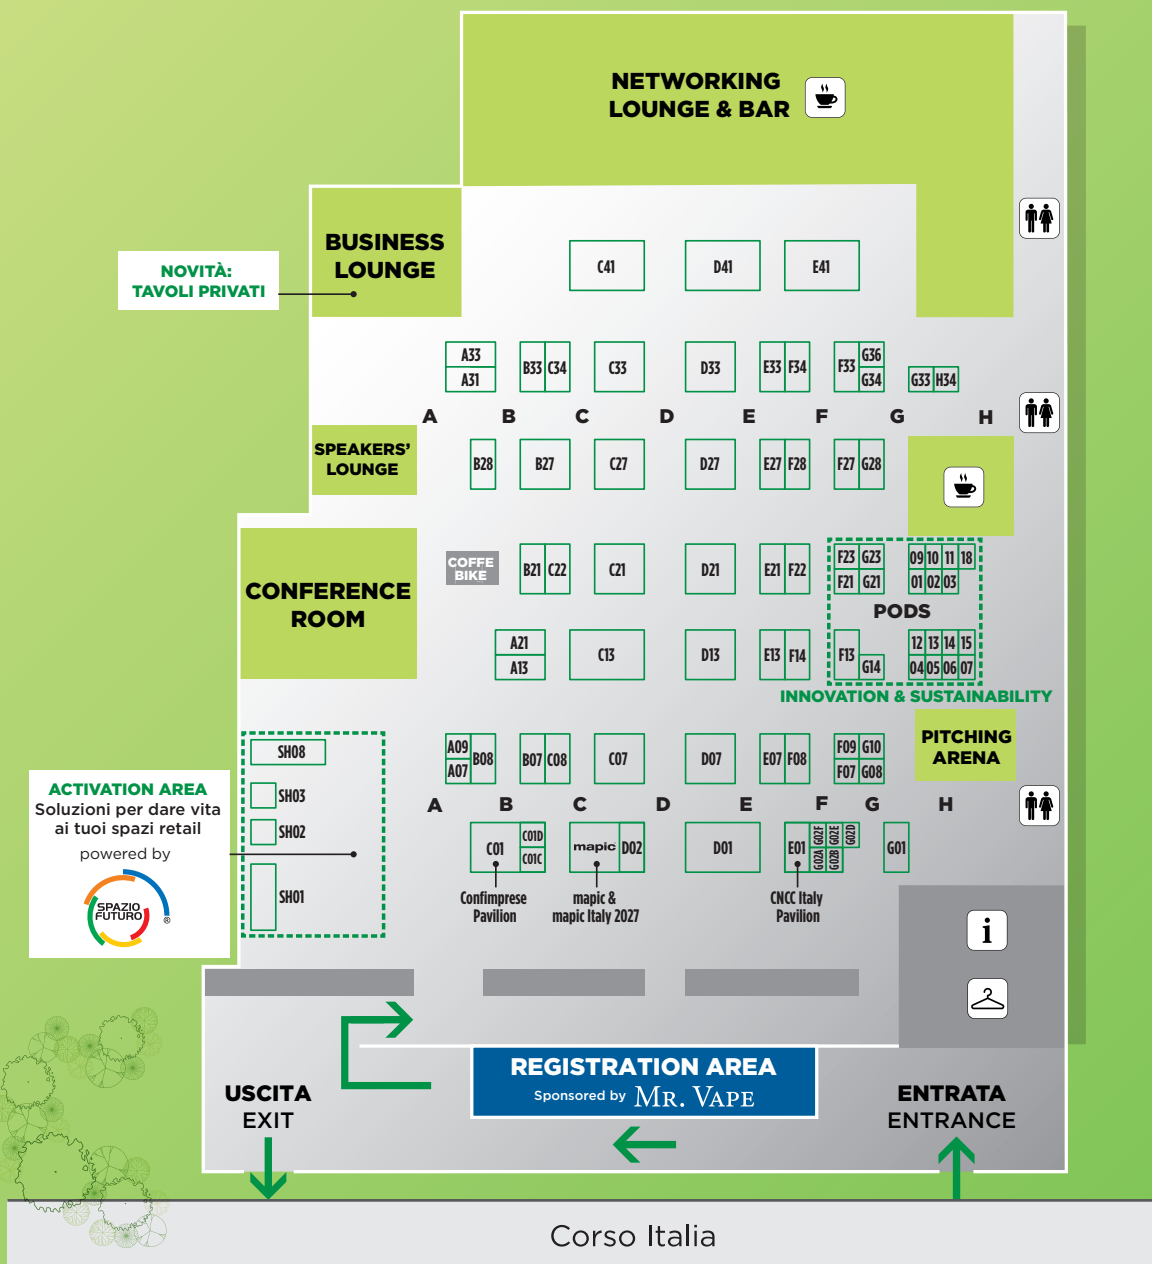 NETWORKING
LOUNGE & BAR
BUSINESS
LOUNGE
NOVITÀ:
TAVOLI PRIVATI
C41
D41
E41
A33
A31
B33 C34
C33
D33
E33 F34
F33
G36
G34
G33 H34
A B C D E F G H
SPEAKERS'
LOUNGE
B28
B27
C27
D27
E27 F28
F27 G28
COFFE
BIKE
CONFERENCE
ROOM
B21 C22
C21
D21
E21 F22
F23 G23
F21 G21
09 10 11 18
01 02 03
PODS
A21
A13
C13
D13
E13 F14
F13
G14
12 13 14 15
04 05 06 07
INNOVATION & SUSTAINABILITY
PITCHING
ARENA
SH08
SH03
SH02
SH01
ACTIVATION AREA
Soluzioni per dare vita
ai tuoi spazi retail
powered by
SPAZIO
FUTURO
®
A09
A07
B08
B07 C08
C07
D07
E07 F08
F09 G10
F07 G08
A B C D E F G H
C01
C01D
C01C
mapic
D02
D01
E01
G02F
G02E
G02D
G02A
G02B
G01
Confimprese
Pavilion
mapic &
mapic Italy 2027
CNCC Italy
Pavilion
i
REGISTRATION AREA
Sponsored by MR. VAPE
USCITA
EXIT
ENTRATA
ENTRANCE
Corso Italia